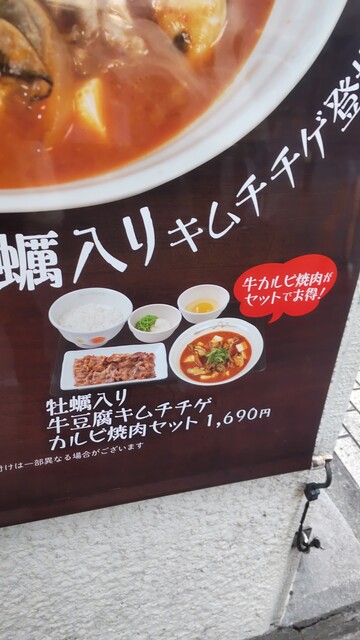 蠣入りキムチチゲ登
牛カルビ焼肉が
セットでお得!
牡蠣入り
牛豆腐キムチチゲ
カルビ焼肉セット 1,690円
付けは一部異なる場合がございます